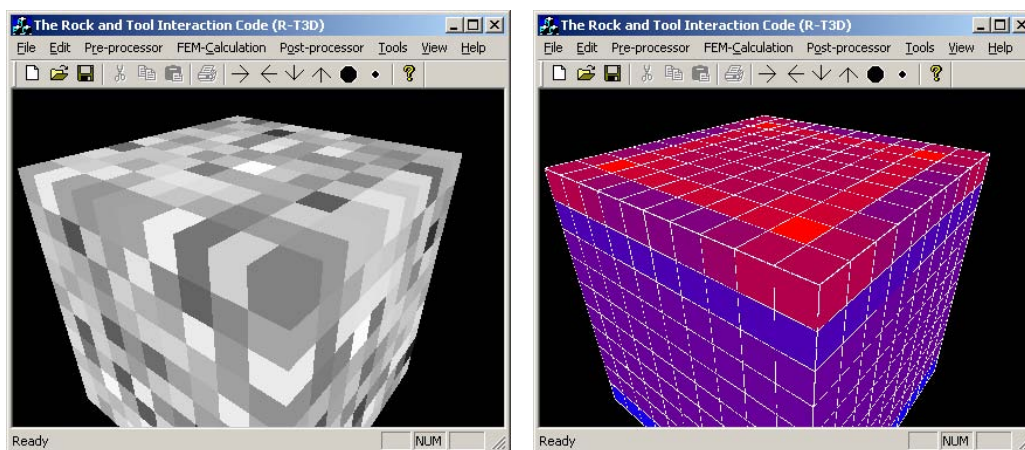 The Rock and Tool Interaction Code (R-T3D)
File Edit Pre-processor FEM-Calculation Post-processor Tools View Help
Ready NUM
The Rock and Tool Interaction Code (R-T3D)
File Edit Pre-processor FEM-Calculation Post-processor Tools View Help
Ready NUM